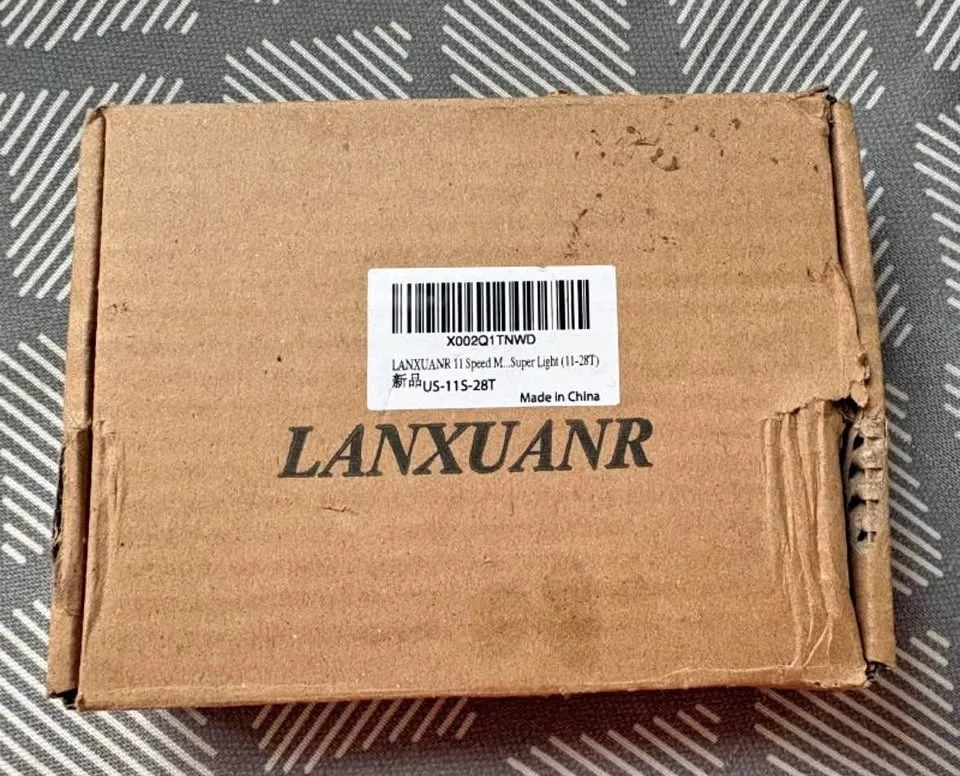 X002Q1TNWD
LANXUANR 11 Speed M...Super Light (11-28T)
新品US-11S-28T
Made in China
LANXUANR